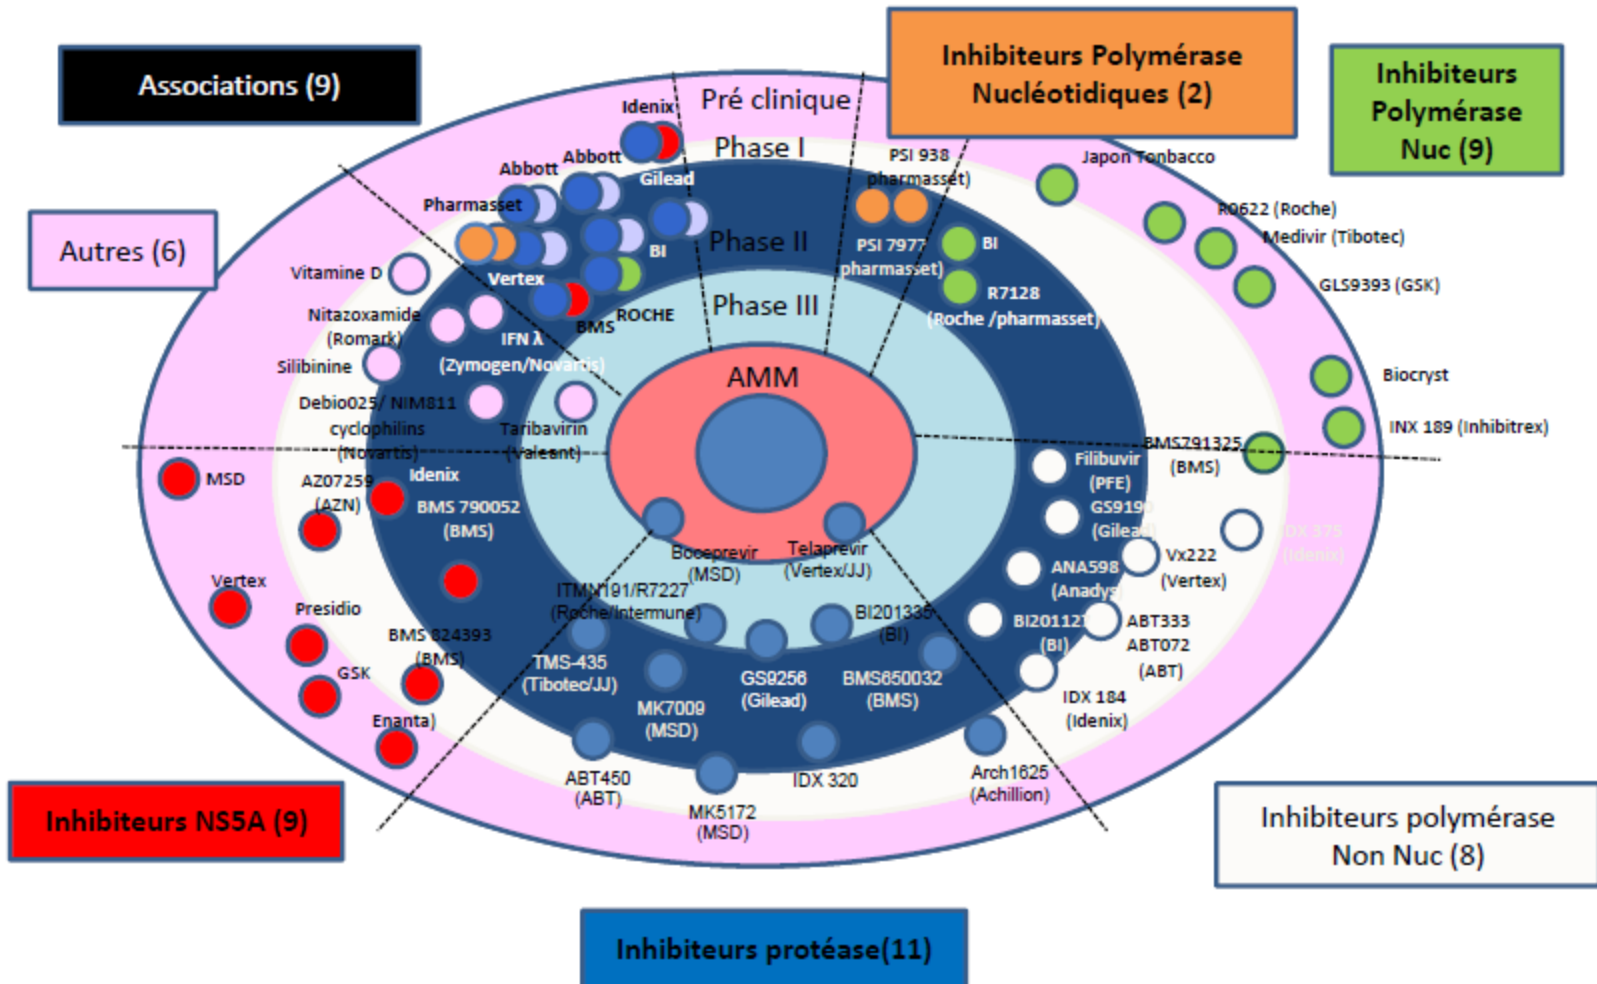 Associations (9)
Inhibiteurs Polymérase
Nucléotidiques (2)
Inhibiteurs
Polymérase
Nuc (9)
Autres (6)
Pré clinique
Phase I
Phase II
Phase III
AMM
Idenix
Abbott
Abbott
Gilead
Pharmasset
BI
Vertex
ROCHE
BMS
PSI 938
pharmasset)
PSI 7977
pharmasset)
BI
R7128
(Roche /pharmasset)
Japon Tonbacco
R0622 (Roche)
Medivir (Tibotec)
GLS9393 (GSK)
Biocryst
INX 189 (Inhibitrex)
BMS791325
(BMS)
Vitamine D
Nitazoxamide
(Romark)
Silibinine
IFN λ
(Zymogen/Novartis)
Debio025/ NIM811
cyclophilins
(Novartis)
Taribavirin
(Valeant)
MSD
AZ07259
(AZN)
Idenix
BMS 790052
(BMS)
Vertex
Presidio
BMS 824393
(BMS)
GSK
Enanta)
Boceprevir
(MSD)
Telaprevir
(Vertex/JJ)
ITMN191/R7227
(Roche/Intermune)
BI201335
(BI)
TMS-435
(Tibotec/JJ)
MK7009
(MSD)
GS9256
(Gilead)
BMS650032
(BMS)
ABT450
(ABT)
MK5172
(MSD)
IDX 320
Arch1625
(Achillion)
Filibuvir
(PFE)
GS9190
(Gilead)
ANA598
(Anadys)
BI201127
(BI)
Vx222
(Vertex)
IDX 375
(Idenix)
ABT333
ABT072
(ABT)
IDX 184
(Idenix)
Inhibiteurs NS5A (9)
Inhibiteurs polymérase
Non Nuc (8)
Inhibiteurs protéase(11)